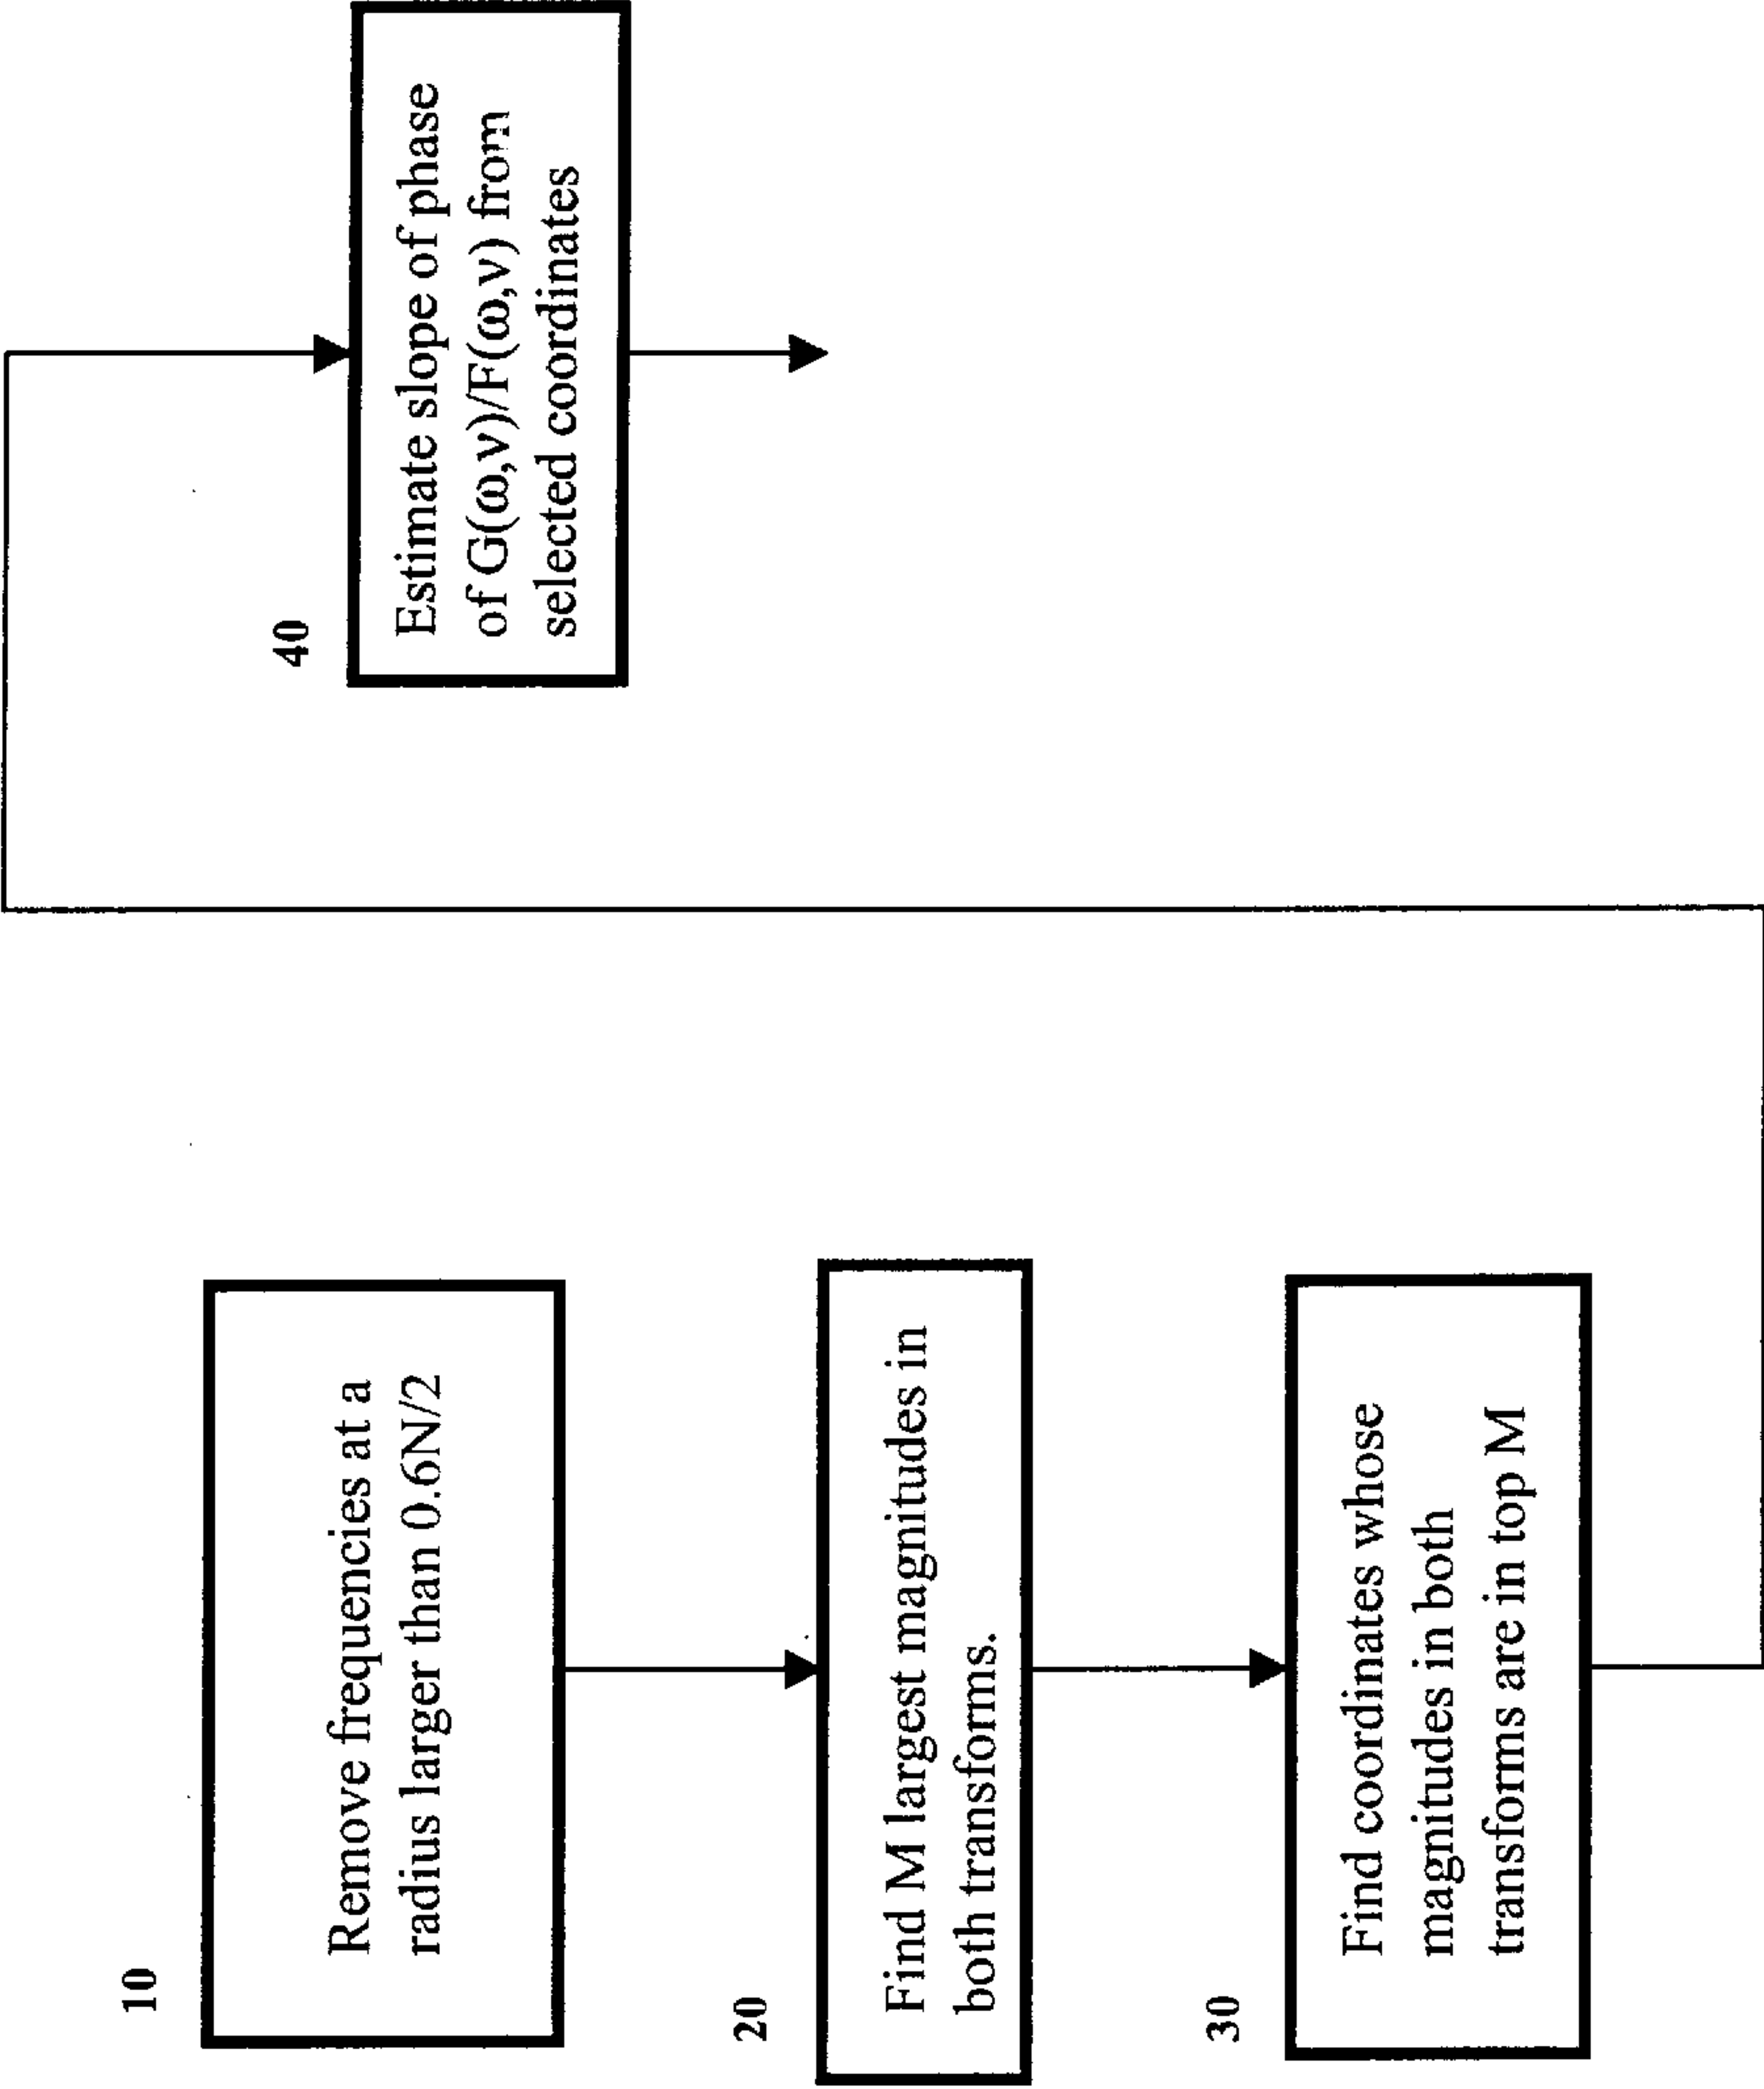 10
Remove frequencies at a
radius larger than 0.6N/2
20
Find M largest magnitudes in
both transforms.
30
Find coordinates whose
magnitudes in both
transforms are in top M
40
Estimate slope of phase
of G(ω,ν)/F(ω,ν) from
selected coordinates